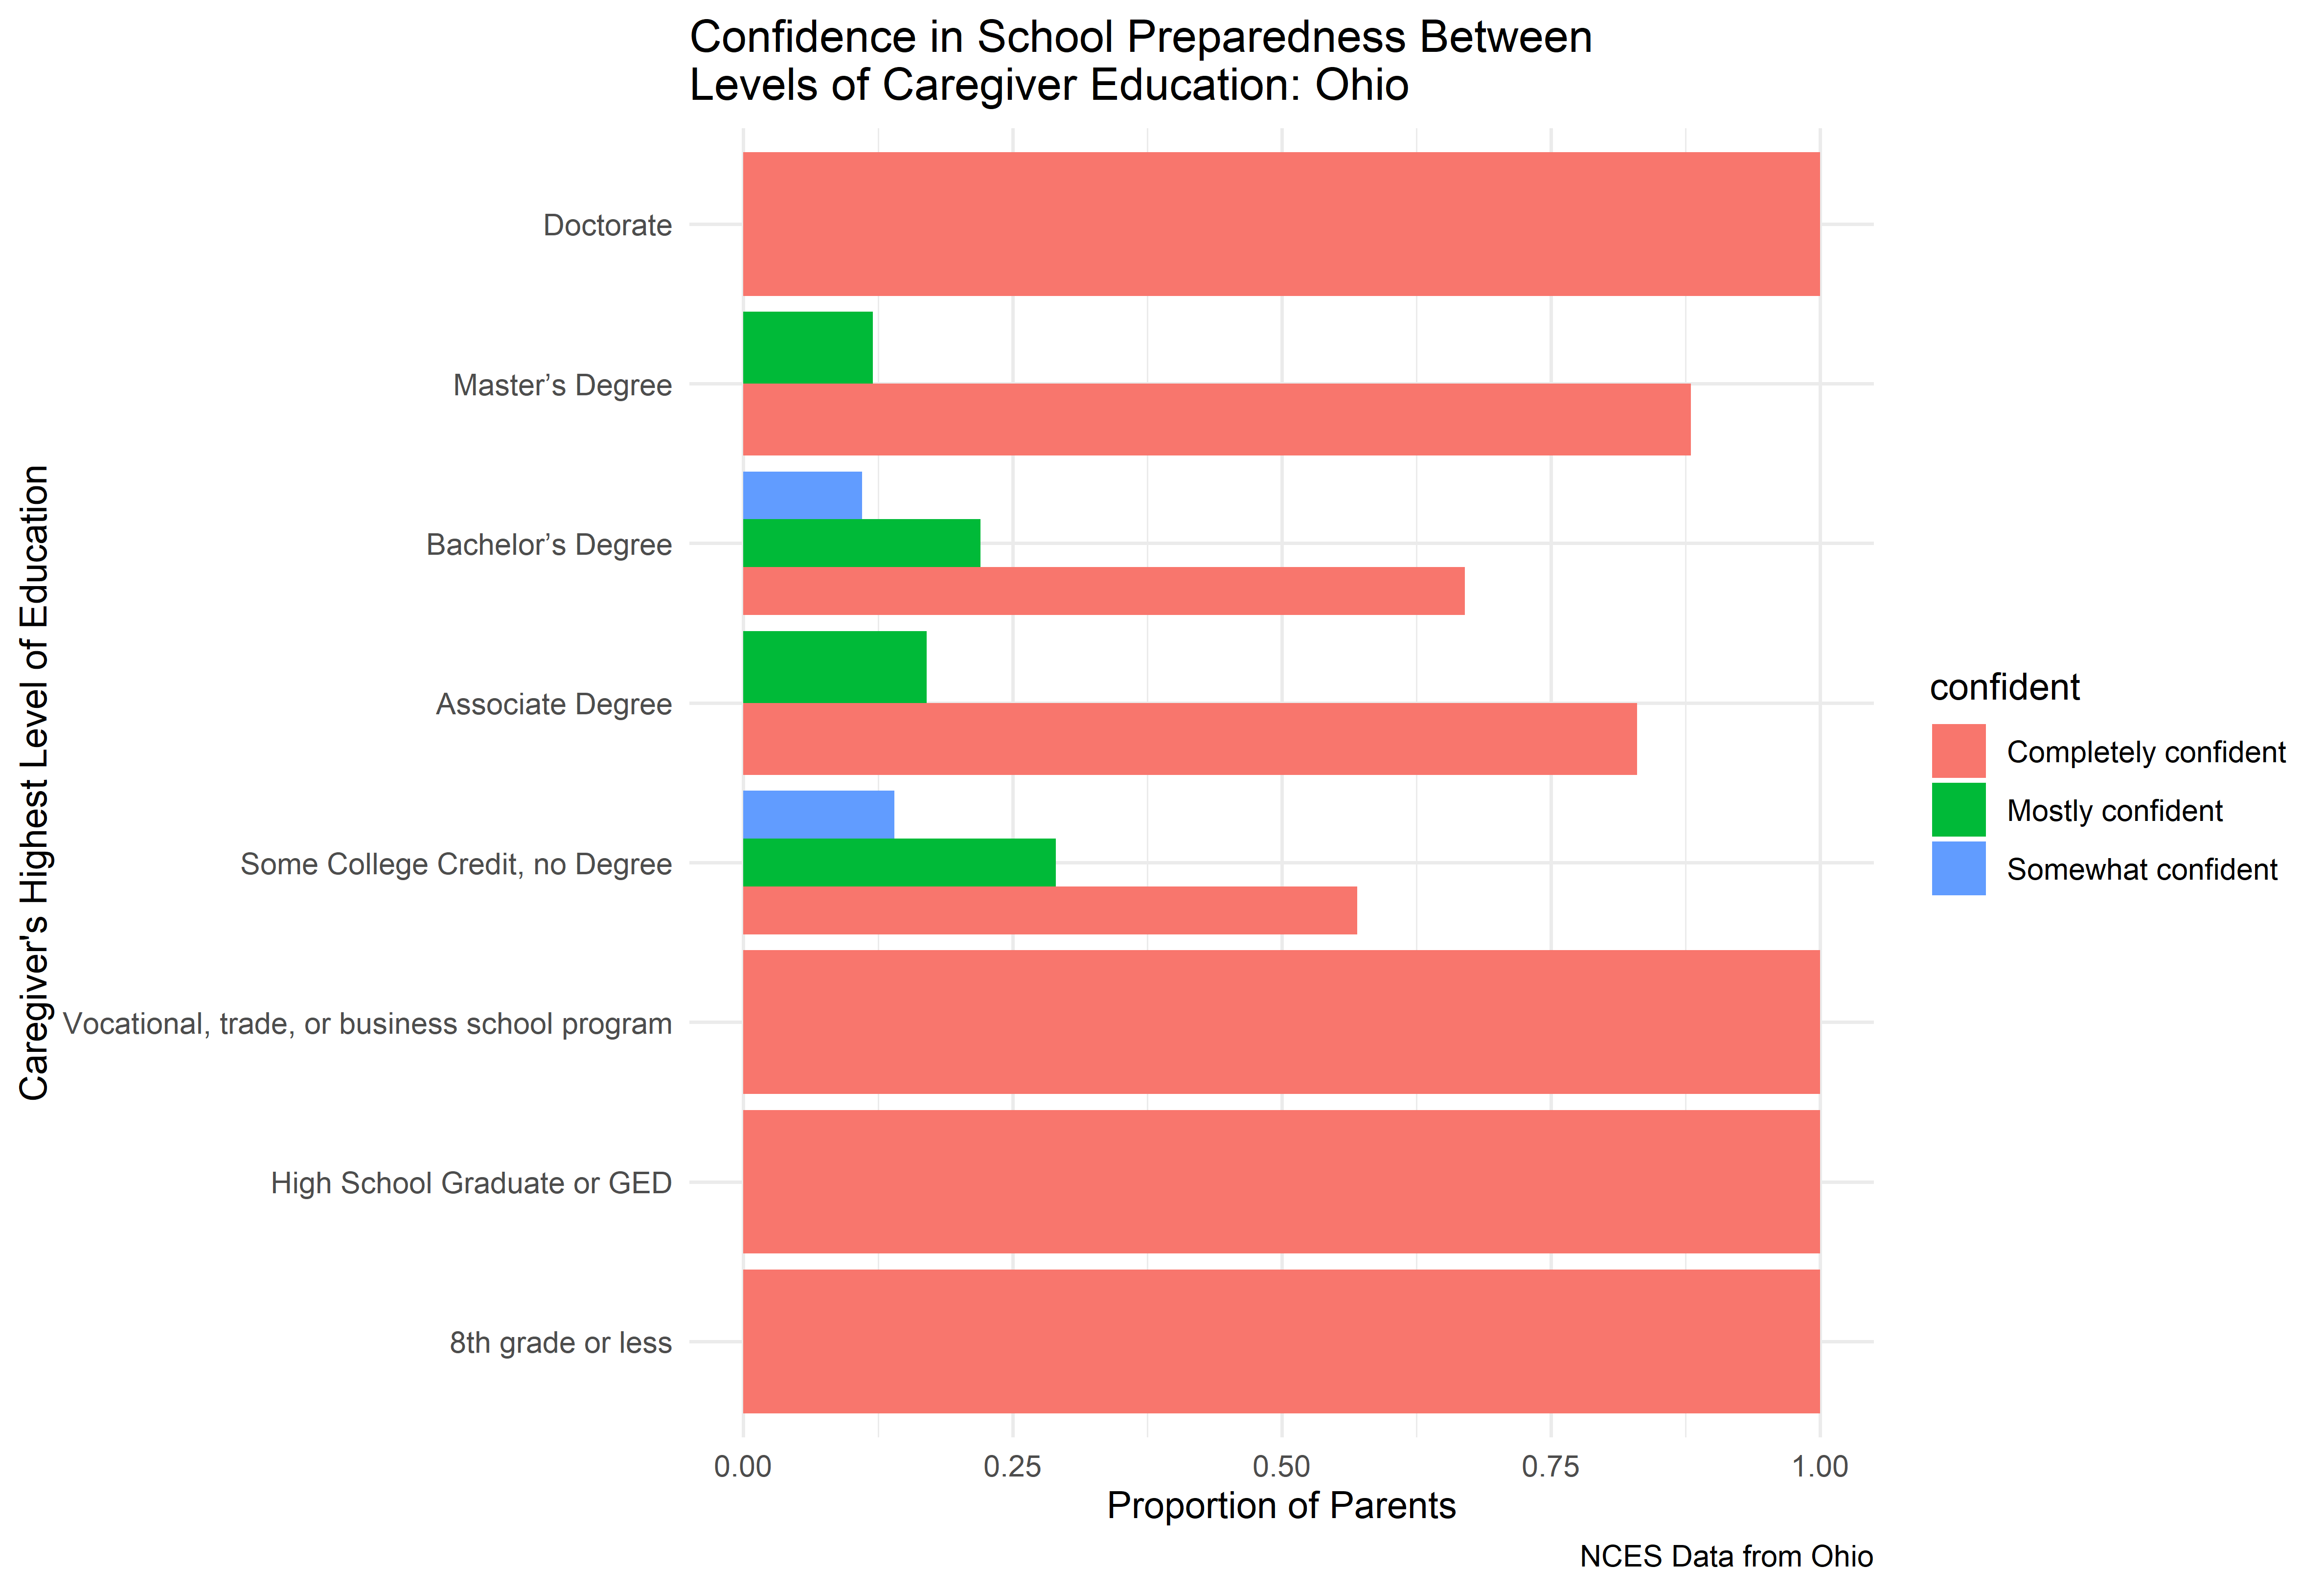 Confidence in School Preparedness Between
Levels of Caregiver Education: Ohio
Caregiver's Highest Level of Education
Doctorate
Master’s Degree
Bachelor’s Degree
Associate Degree
Some College Credit, no Degree
Vocational, trade, or business school program
High School Graduate or GED
8th grade or less
0.00 0.25 0.50 0.75 1.00
Proportion of Parents
confident
Completely confident
Mostly confident
Somewhat confident
NCES Data from Ohio